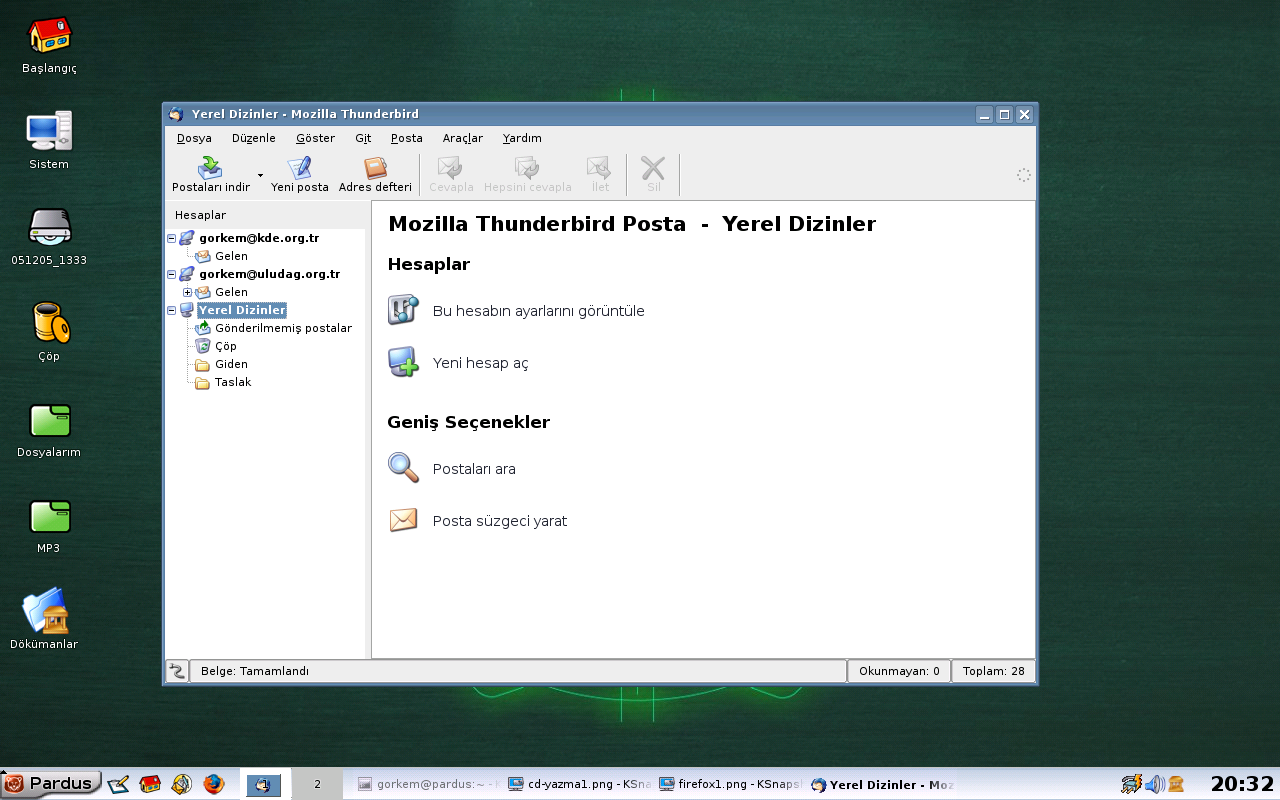 Başlangıç
Sistem
051205_1333
Çöp
Dosyalarım
MP3
Dökümanlar
Yerel Dizinler - Mozilla Thunderbird
Dosya Düzenle Göster Git Posta Araçlar Yardım
Postaları indir Yeni posta Adres defteri Cevapla Hepsini cevapla İlet Sil
Hesaplar
gorkem@kde.org.tr
Gelen
gorkem@uludag.org.tr
Gelen
Yerel Dizinler
Gönderilmemiş postalar
Çöp
Giden
Taslak
Mozilla Thunderbird Posta - Yerel Dizinler
Hesaplar
Bu hesabın ayarlarını görüntüle
Yeni hesap aç
Geniş Seçenekler
Postaları ara
Posta süzgeci yarat
Belge: Tamamlandı Okunmayan: 0 Toplam: 28
Pardus 2 gorkem@pardus:~ - K cd-yazma1.png - KSna firefox1.png - KSnaps Yerel Dizinler - Moz 20:32